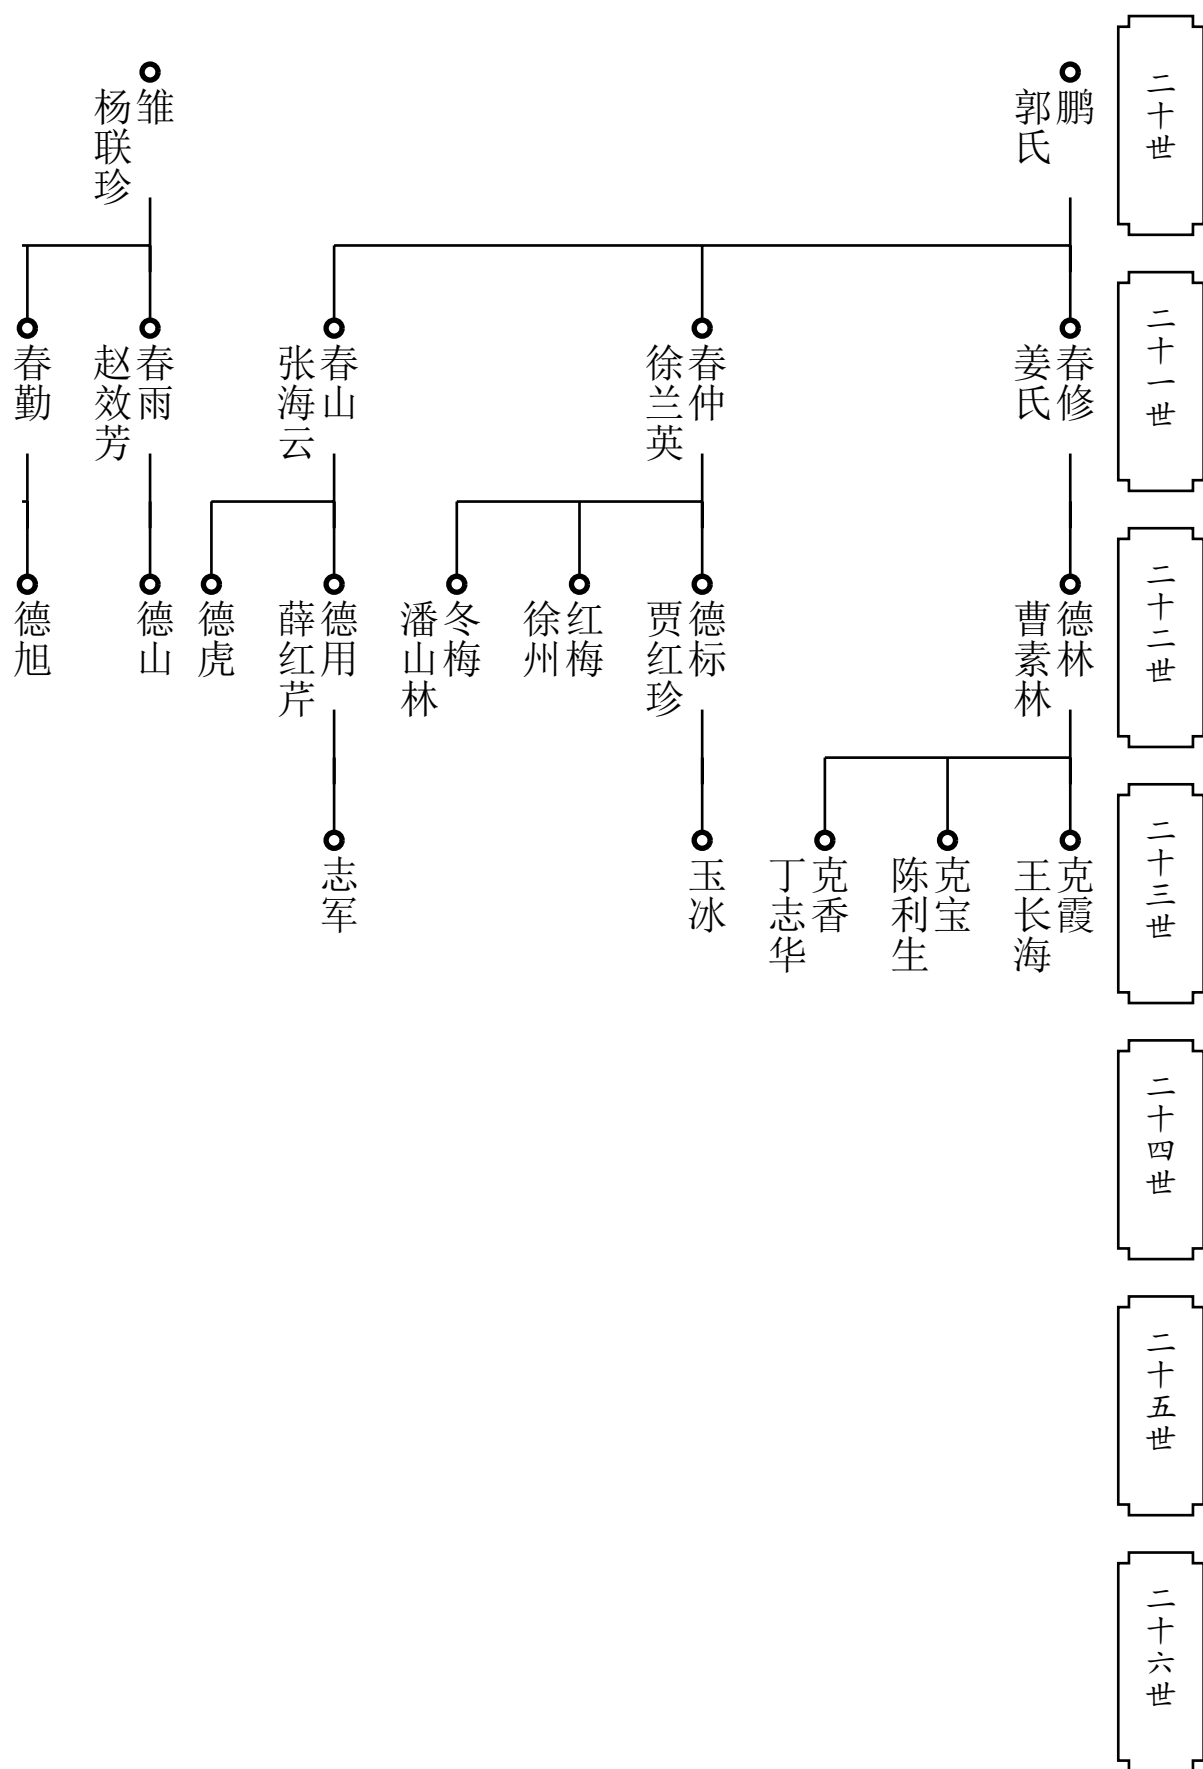 二十世
鹏
郭氏
雏
杨联珍
二十一世
春修
姜氏
春仲
徐兰英
春山
张海云
春雨
赵效芳
春勤
二十二世
德林
曹素林
德标
贾红珍
红梅
徐州
冬梅
潘山林
德用
薛红芹
德虎
德山
德旭
二十三世
克霞
王长海
克宝
陈利生
克香
丁志华
玉冰
志军
二十四世
二十五世
二十六世